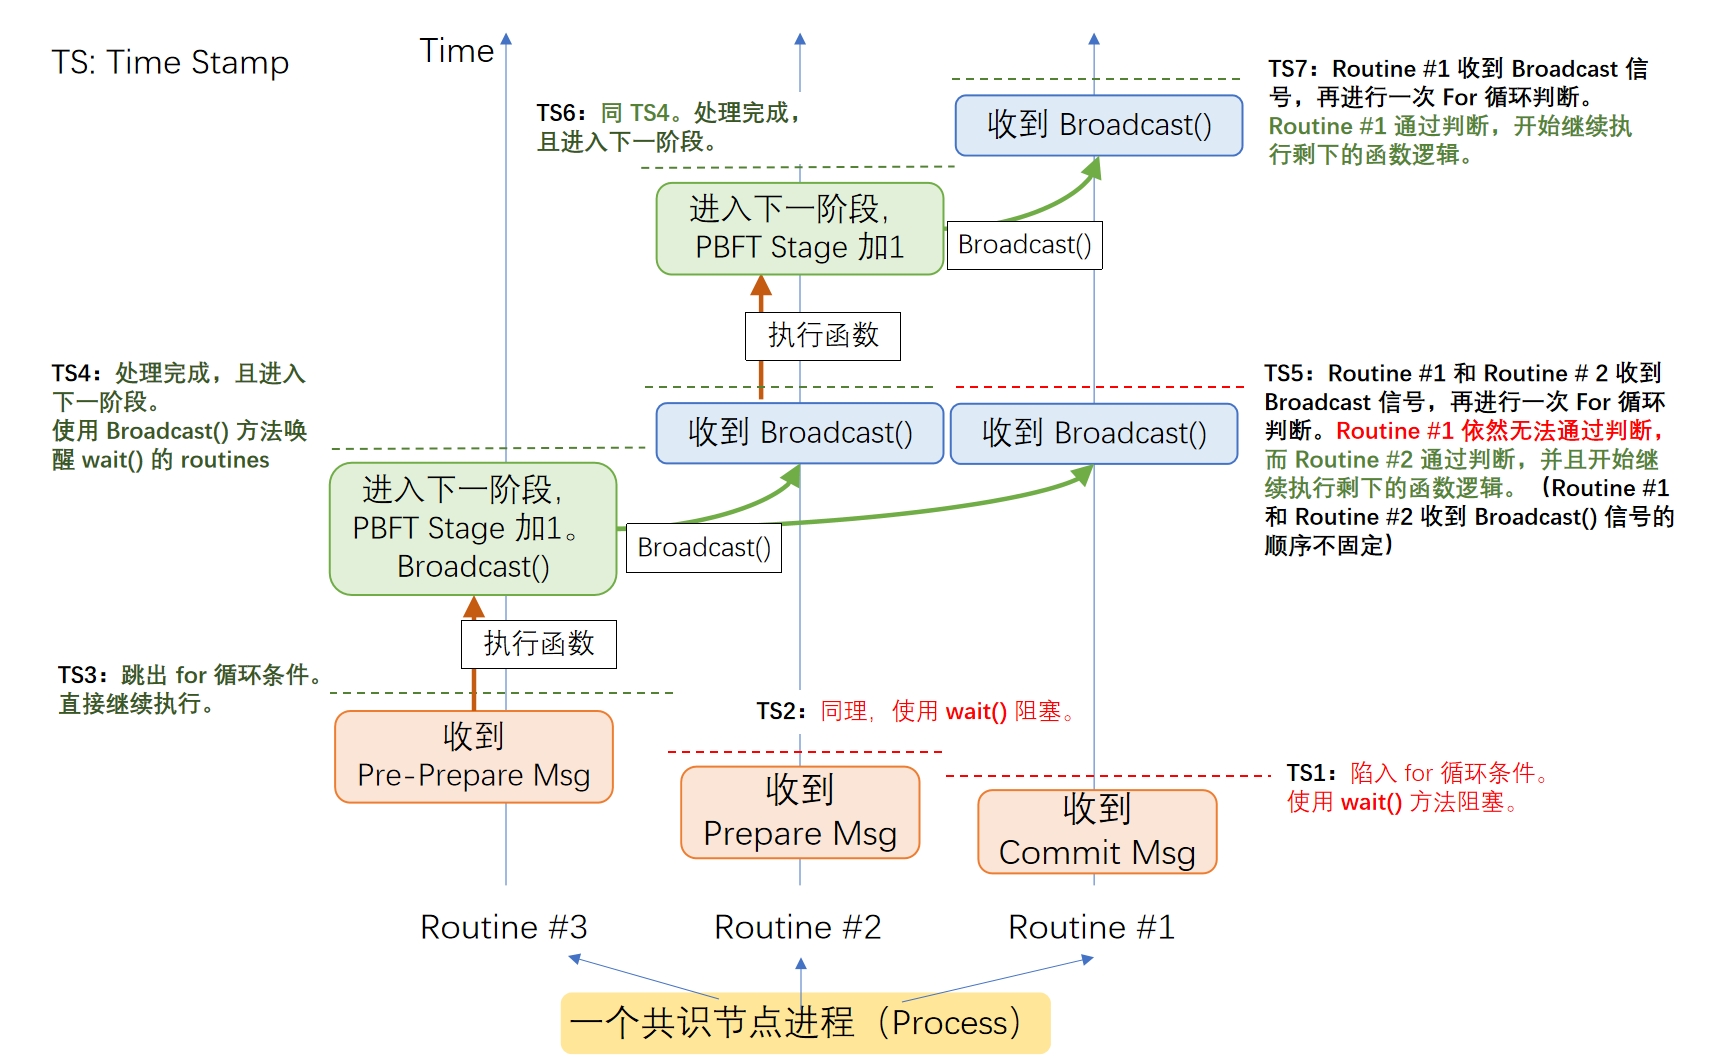 TS: Time Stamp
Time
TS7：Routine #1 收到 Broadcast 信
号，再进行一次 For 循环判断。
Routine #1 通过判断，开始继续执
行剩下的函数逻辑。
TS6：同 TS4。处理完成，
且进入下一阶段。
收到 Broadcast()
进入下一阶段,
PBFT Stage 加1
Broadcast()
执行函数
TS4：处理完成，且进入
下一阶段。
使用 Broadcast() 方法唤
醒 wait() 的 routines
收到 Broadcast()
收到 Broadcast()
TS5：Routine #1 和 Routine # 2 收到
Broadcast 信号，再进行一次 For 循环
判断。Routine #1 依然无法通过判断，
而 Routine #2 通过判断，并且开始继
续执行剩下的函数逻辑。（Routine #1
和 Routine #2 收到 Broadcast() 信号的
顺序不固定）
进入下一阶段,
PBFT Stage 加1。
Broadcast()
Broadcast()
执行函数
TS3：跳出 for 循环条件。
直接继续执行。
TS2：同理，使用 wait() 阻塞。
收到
Pre-Prepare Msg
收到
Prepare Msg
收到
Commit Msg
TS1：陷入 for 循环条件。
使用 wait() 方法阻塞。
Routine #3
Routine #2
Routine #1
一个共识节点进程（Process）